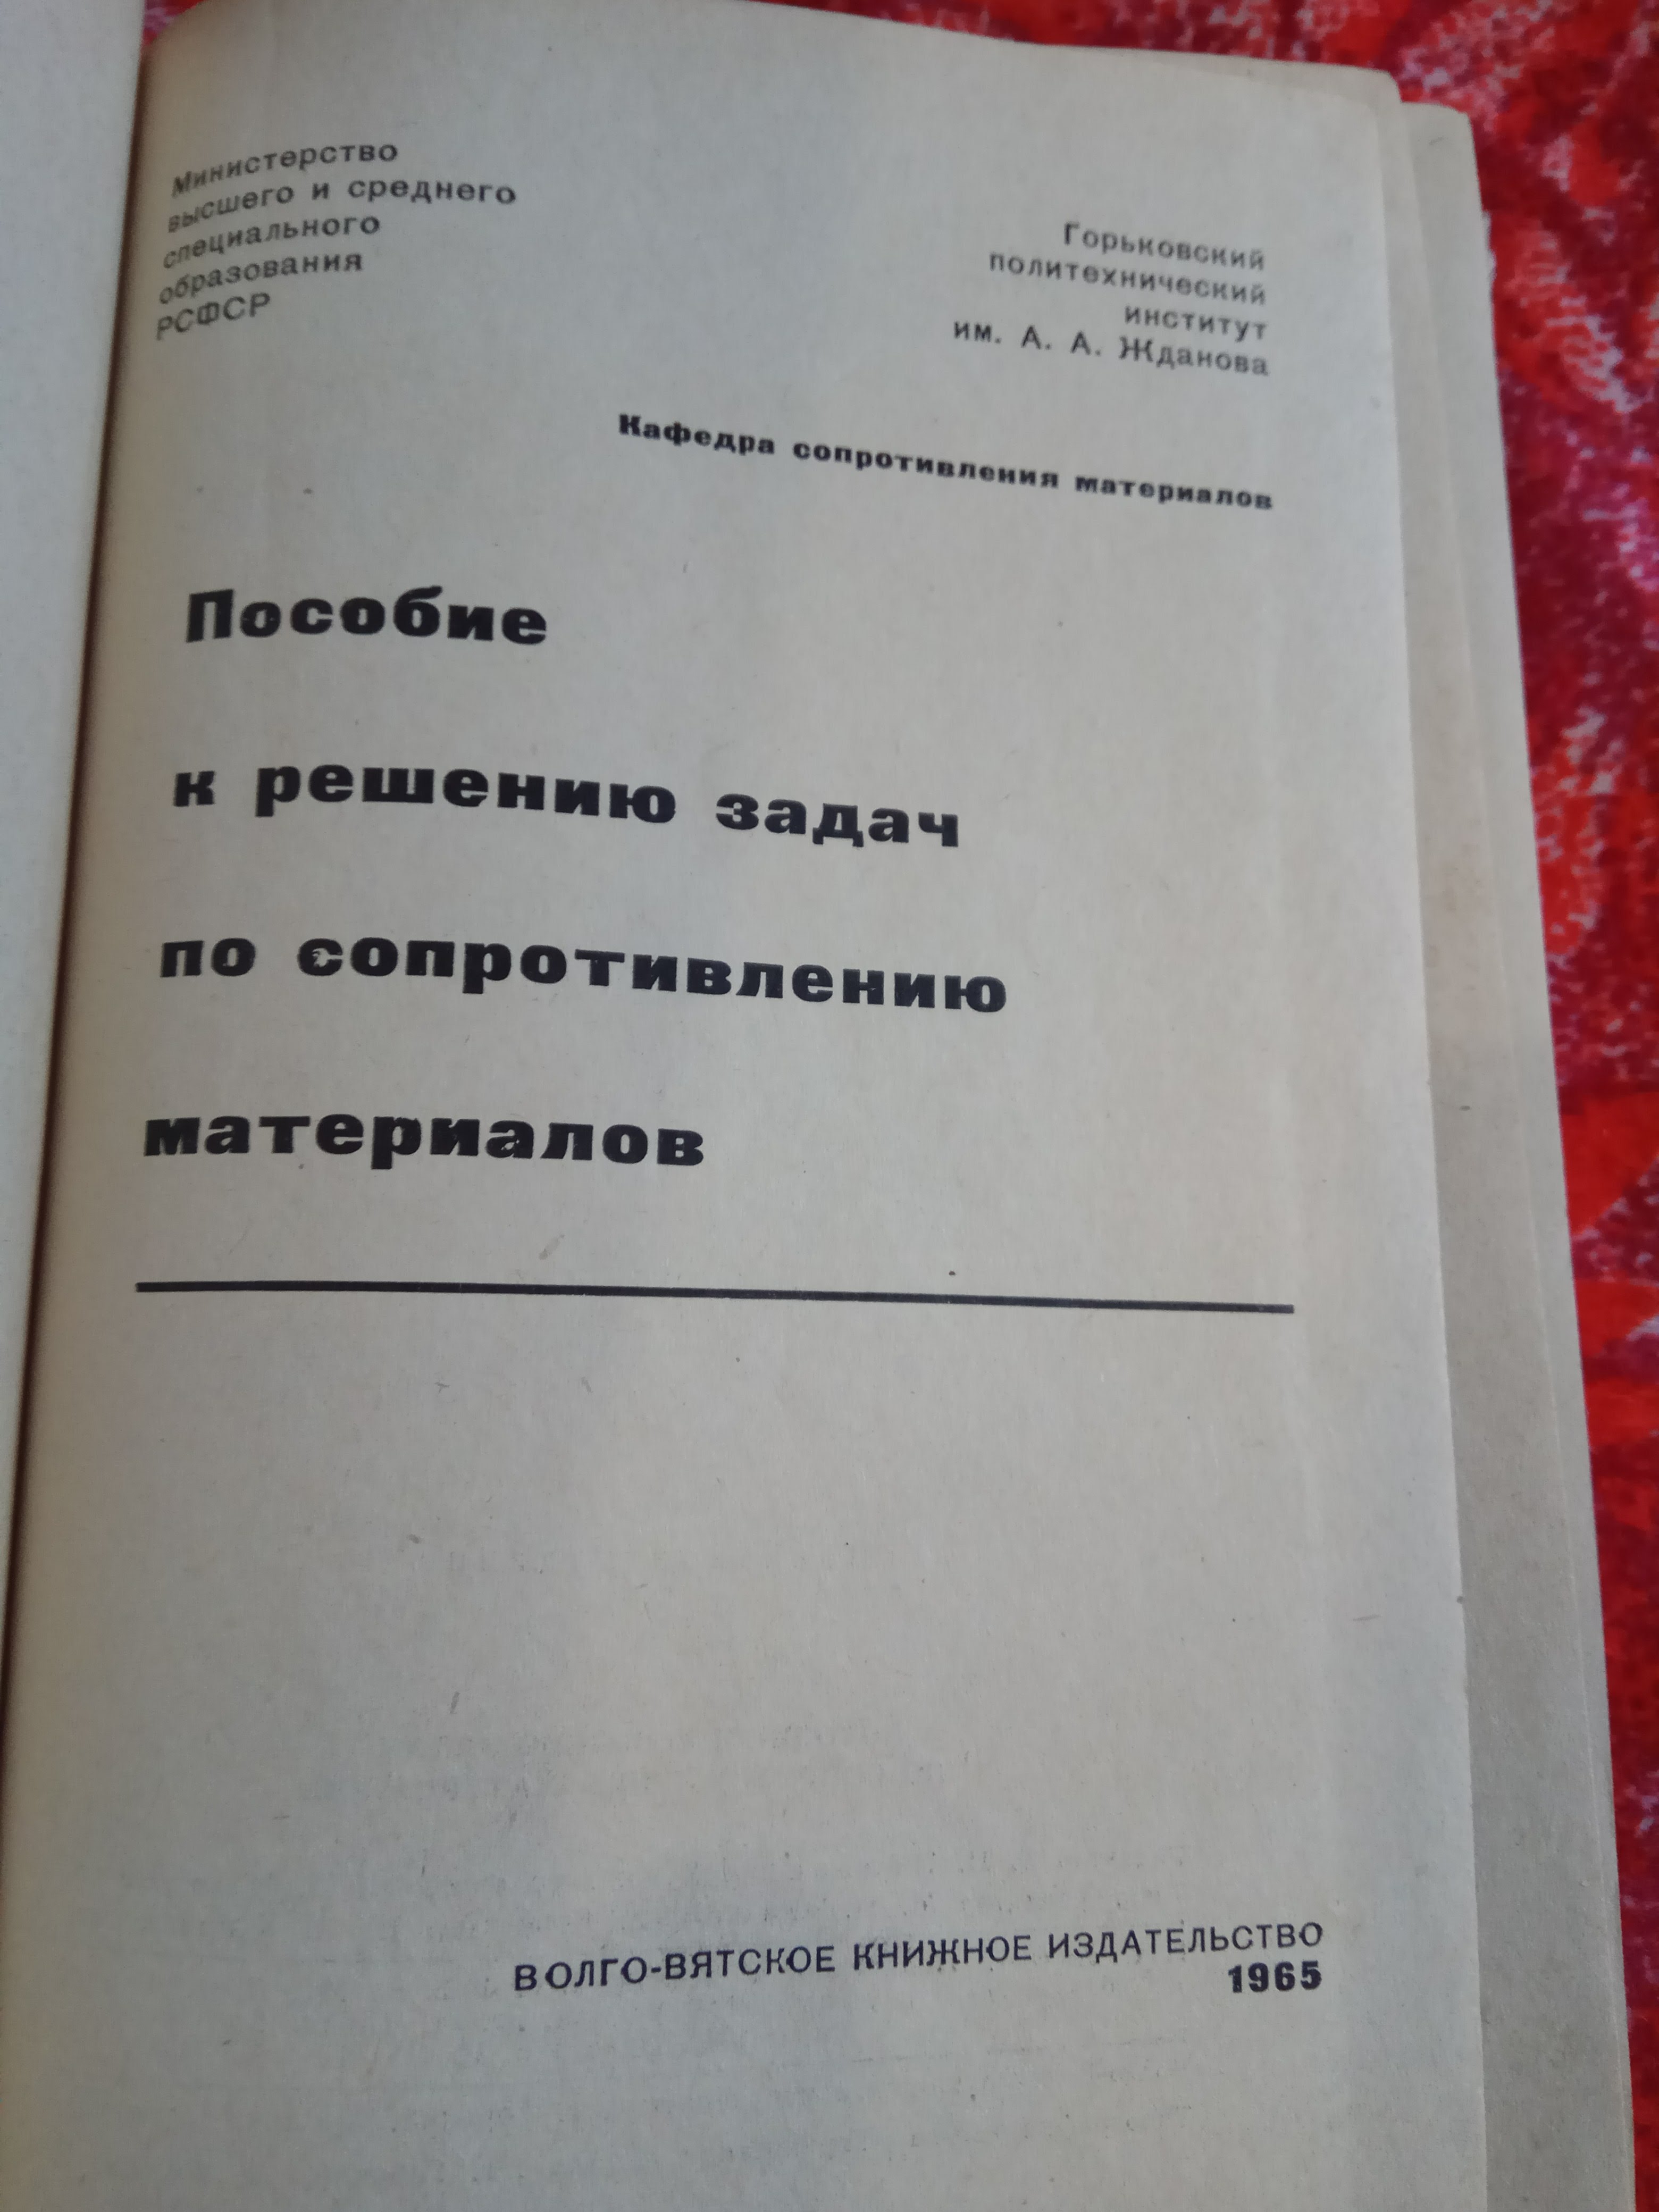 Министерство
высшего и среднего
специального
образования
РСФСР
Горьковский
политехнический
институт
им. А. А. Жданова
Кафедра сопротивления материалов
Пособие
к решению задач
по сопротивлению
материалов
ВОЛГО-ВЯТСКОЕ КНИЖНОЕ ИЗДАТЕЛЬСТВО
1965